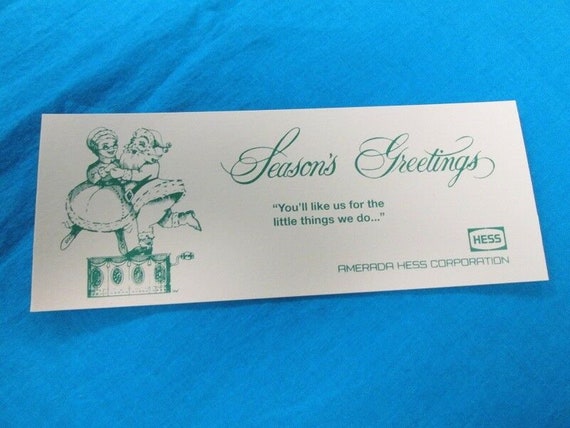 Season's Greetings
"You'll like us for the
little things we do..."
HESS
AMERADA HESS CORPORATION